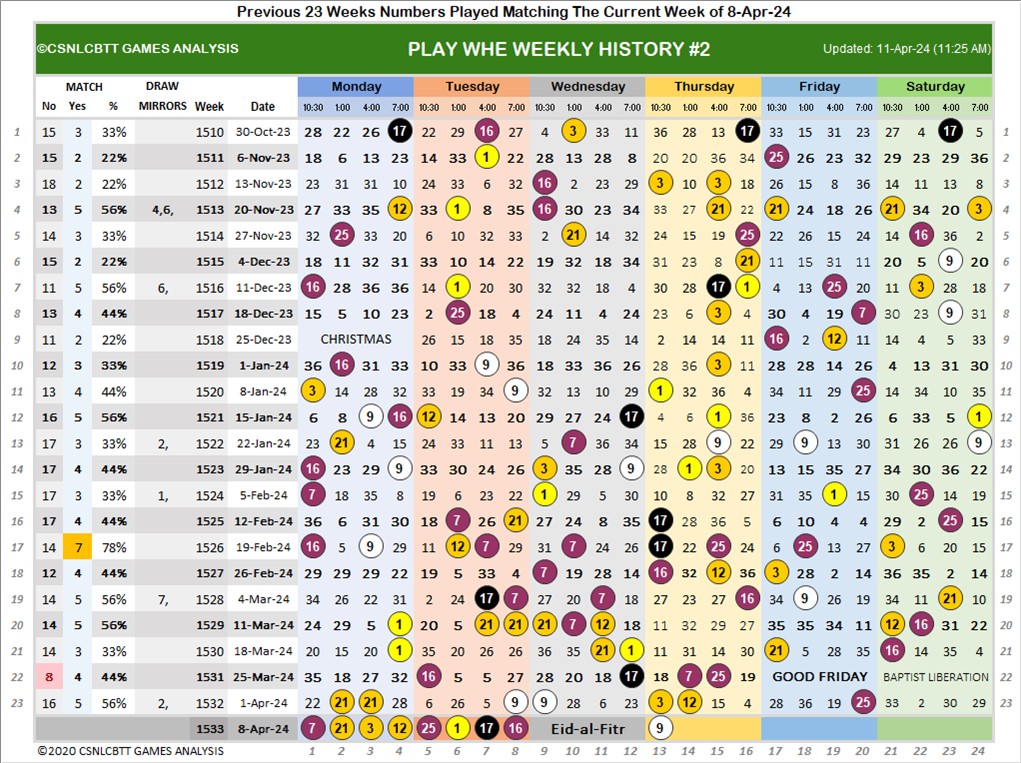 Previous 23 Weeks Numbers Played Matching The Current Week of 8-Apr-24
©CSNLCBTT GAMES ANALYSIS PLAY WHE WEEKLY HISTORY #2 Updated: 11-Apr-24 (11:25 AM)
MATCH DRAW Monday Tuesday Wednesday Thursday Friday Saturday
No Yes % MIRRORS Week Date 10:30 1:00 4:00 7:00 10:30 1:00 4:00 7:00 10:30 1:00 4:00 7:00 10:30 1:00 4:00 7:00 10:30 1:00 4:00 7:00 10:30 1:00 4:00 7:00
1 15 3 33% 1510 30-Oct-23 28 22 26 17 22 29 16 27 4 3 33 11 36 28 13 17 33 15 31 23 27 4 17 5 1
2 15 2 22% 1511 6-Nov-23 18 6 13 23 14 33 1 22 28 13 28 8 20 20 36 34 25 26 23 32 29 23 29 36 2
3 18 2 22% 1512 13-Nov-23 23 31 31 10 24 33 6 32 16 2 23 29 3 10 3 18 26 15 8 36 14 11 13 8 3
4 13 5 56% 4,6, 1513 20-Nov-23 27 33 35 12 33 1 8 35 16 30 23 34 33 27 21 22 21 24 18 26 21 34 20 3 4
5 14 3 33% 1514 27-Nov-23 32 25 33 20 6 10 32 33 2 21 14 32 24 15 19 25 22 26 15 24 14 16 36 2 5
6 15 2 22% 1515 4-Dec-23 18 11 32 31 33 10 14 22 19 32 18 34 6 6 18 21 11 15 31 11 20 5 9 20 6
7 11 5 56% 6, 1516 11-Dec-23 16 28 36 36 14 1 20 30 32 32 18 4 30 28 17 1 4 13 25 20 11 3 28 18 7
8 13 4 44% 1517 18-Dec-23 15 5 10 23 2 25 18 4 24 11 4 24 23 6 3 4 30 4 19 7 30 23 9 31 8
9 11 2 22% 1518 25-Dec-23 CHRISTMAS 26 15 18 35 18 24 35 14 2 14 14 11 16 2 12 11 14 4 5 33 9
10 12 3 33% 1519 1-Jan-24 36 16 31 33 10 33 9 36 18 33 36 26 28 36 3 11 28 28 14 26 4 13 31 30 10
11 13 4 44% 1520 8-Jan-24 3 14 28 32 33 19 34 9 32 13 10 29 1 32 36 4 34 11 29 25 14 34 10 35 11
12 16 5 56% 1521 15-Jan-24 6 8 9 16 12 14 13 20 29 27 24 17 4 6 1 36 23 8 2 26 6 33 5 1 12
13 17 3 33% 2, 1522 22-Jan-24 23 21 4 15 24 33 11 13 5 7 36 34 15 28 9 22 29 9 13 30 31 26 26 9 13
14 17 4 44% 1523 29-Jan-24 16 23 29 9 33 30 24 26 3 35 28 9 28 1 3 20 13 15 35 27 34 30 36 22 14
15 17 3 33% 1, 1524 5-Feb-24 7 18 35 8 19 6 23 22 1 29 5 30 10 8 32 27 31 35 1 15 22 25 14 19 15
16 17 4 44% 1525 12-Feb-24 36 6 31 30 18 7 26 21 27 24 8 35 17 28 36 5 6 10 4 4 29 2 16 15 16
17 14 7 78% 1526 19-Feb-24 16 5 9 29 11 12 7 29 31 7 24 26 17 22 25 24 6 25 13 27 3 6 20 15 17
18 12 4 44% 1527 26-Feb-24 29 29 29 22 19 5 33 4 7 19 28 14 16 32 12 36 3 28 2 14 36 35 2 14 18
19 14 5 56% 7, 1528 4-Mar-24 34 26 22 31 2 24 17 7 27 20 7 19 27 23 27 16 34 9 26 19 34 11 21 10 19
20 14 5 56% 1529 11-Mar-24 24 29 5 1 20 5 21 21 21 7 12 18 11 32 29 27 35 35 34 11 12 16 31 22 20
21 14 3 33% 1530 18-Mar-24 20 15 20 1 35 20 26 26 36 35 21 1 11 31 14 30 21 5 28 35 16 14 35 4 21
22 8 4 44% 1531 25-Mar-24 35 18 27 32 16 5 5 27 28 20 18 17 18 7 25 19 GOOD FRIDAY BAPTIST LIBERATION 22
23 16 5 56% 2, 1532 1-Apr-24 22 21 21 28 6 26 5 9 9 28 6 23 3 12 15 4 28 36 19 25 33 2 30 29 23
1533 8-Apr-24 7 21 3 12 25 1 17 16 Eid-al-Fitr 9
©2020 CSNLCBTT GAMES ANALYSIS 1 2 3 4 5 6 7 8 9 10 11 12 13 14 15 16 17 18 19 20 21 22 23 24